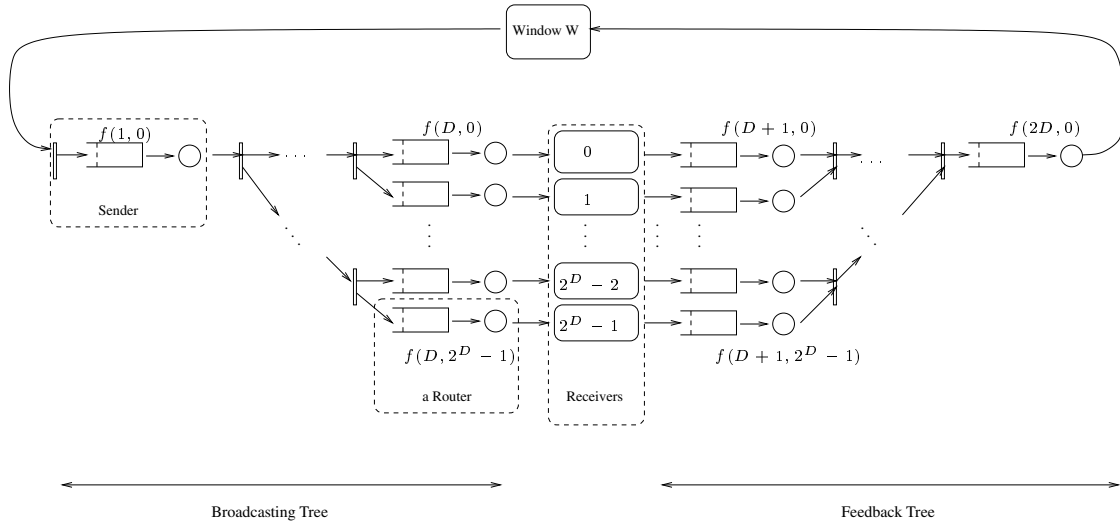 Window W
f(1, 0)
f(D, 0)
f(D + 1, 0)
f(2D, 0)
0
1
Sender
2^D − 2
2^D − 1
f(D, 2^D − 1)
f(D + 1, 2^D − 1)
a Router
Receivers
Broadcasting Tree
Feedback Tree